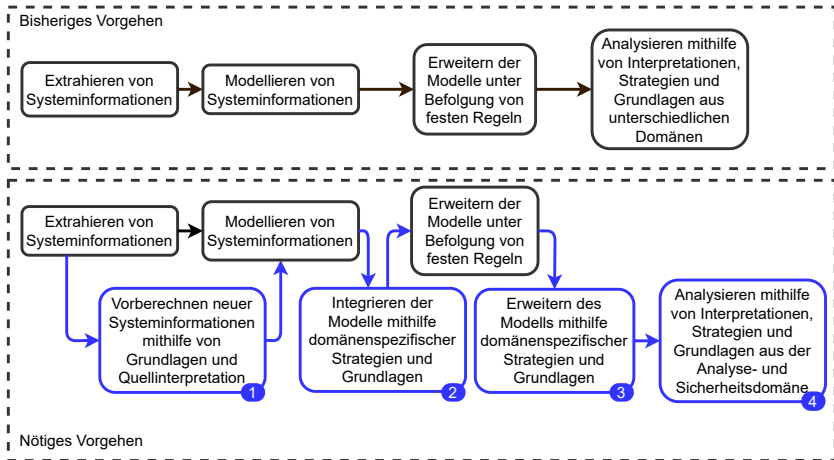 Bisheriges Vorgehen
Extrahieren von
Systeminformationen
Modellieren von
Systeminformationen
Erweitern der
Modelle unter
Befolgung von
festen Regeln
Analysieren mithilfe
von Interpretationen,
Strategien und
Grundlagen aus
unterschiedlichen
Domänen
Extrahieren von
Systeminformationen
Modellieren von
Systeminformationen
Erweitern der
Modelle unter
Befolgung von
festen Regeln
Vorberechnen neuer
Systeminformationen
mithilfe von
Grundlagen und
Quellinterpretation
1
Integrieren der
Modelle mithilfe
domänenspezifischer
Strategien und
Grundlagen
2
Erweitern des
Modells mithilfe
domänenspezifischer
Strategien und
Grundlagen
3
Analysieren mithilfe
von Interpretationen,
Strategien und
Grundlagen aus der
Analyse- und
Sicherheitsdomäne
4
Nötiges Vorgehen